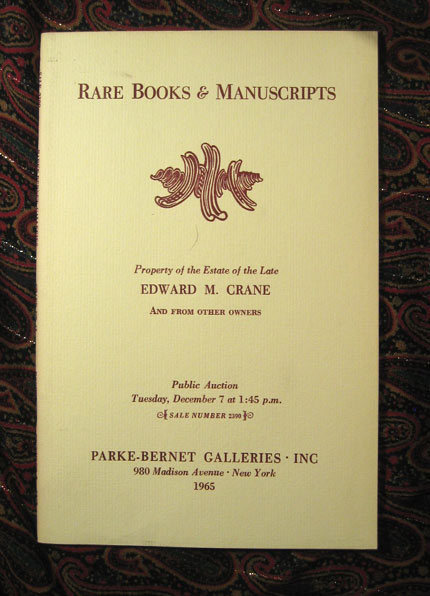 RARE BOOKS & MANUSCRIPTS
Property of the Estate of the Late
EDWARD M. CRANE
AND FROM OTHER OWNERS
Public Auction
Tuesday, December 7 at 1:45 p.m.
SALE NUMBER 2390
PARKE-BERNET GALLERIES · INC
980 Madison Avenue · New York
1965